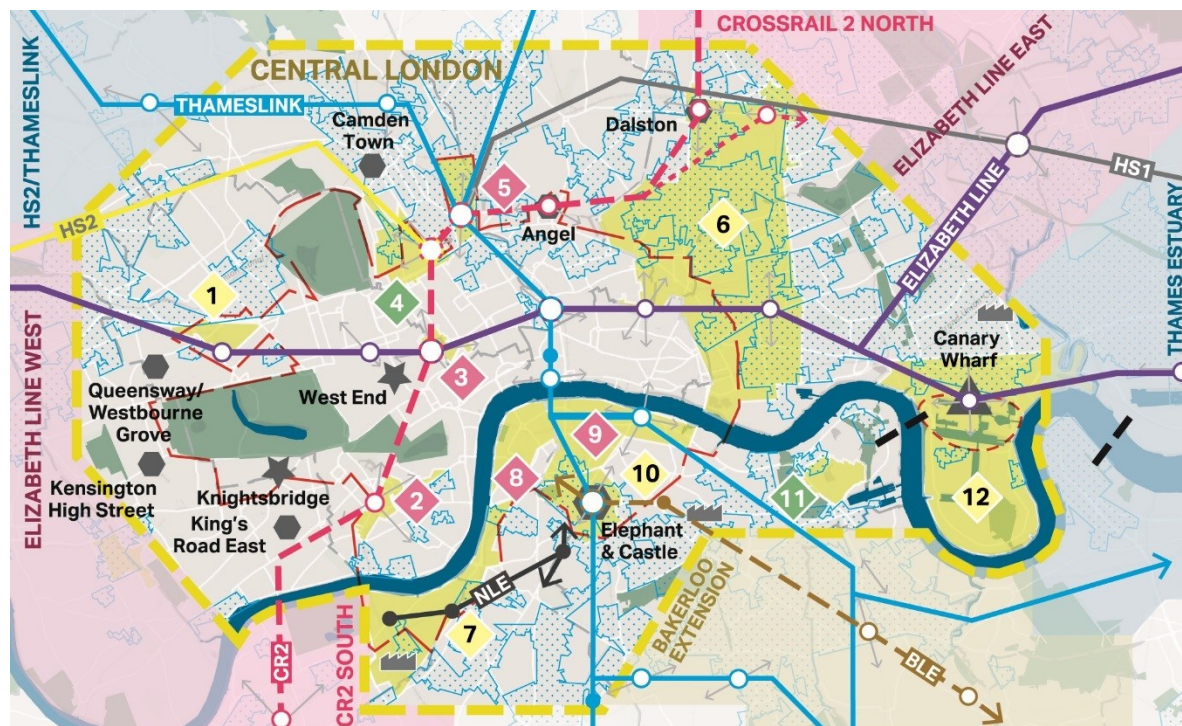 CROSSRAIL 2 NORTH
HS2/THAMESLINK
CENTRAL LONDON
ELIZABETH LINE EAST
THAMESLINK
Camden
Town
Dalston
HS1
5
6
HS2
Angel
ELIZABETH LINE
THAMES ESTUARY
1
4
Canary
Wharf
ELIZABETH LINE WEST
Queensway/
Westbourne
Grove
West End
3
9
8
10
Kensington
High Street
Knightsbridge
King's
Road East
2
11
12
Elephant
& Castle
NLE
7
BAKERLOO
EXTENSION
CR2
CR2 SOUTH
BLE